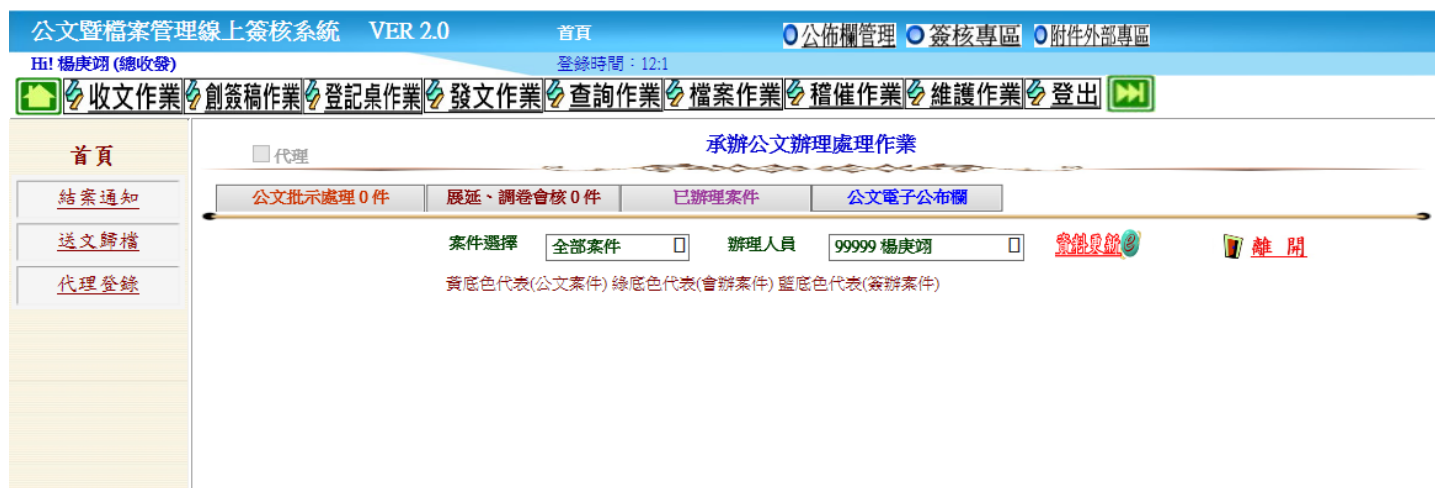 公文暨檔案管理線上簽核系統 VER 2.0 首頁 公佈欄管理 簽核專區 附件外部專區
Hi! 楊庚翊 (總收發) 登錄時間：12:1
收文作業 創簽稿作業 登記桌作業 發文作業 查詢作業 檔案作業 稽催作業 維護作業 登出
首頁
結案通知
送文歸檔
代理登錄
代理 承辦公文辦理處理作業
公文批示處理 0 件 展延、調卷會核 0 件 已辦理案件 公文電子公布欄
案件選擇 全部案件 辦理人員 99999 楊庚翊 資料更新 離 開
黃底色代表(公文案件) 綠底色代表(會辦案件) 藍底色代表(簽辦案件)